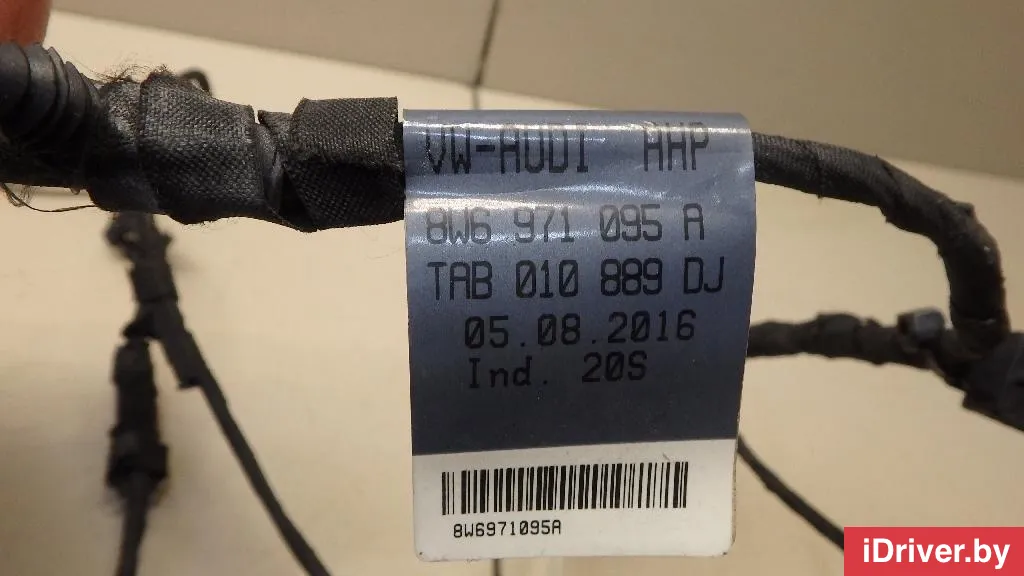 VW-AUDI AHP
8W6 971 095 A
TAB 010 889 DJ
05.08.2016
Ind. 20S
8W6971095A
iDriver.by